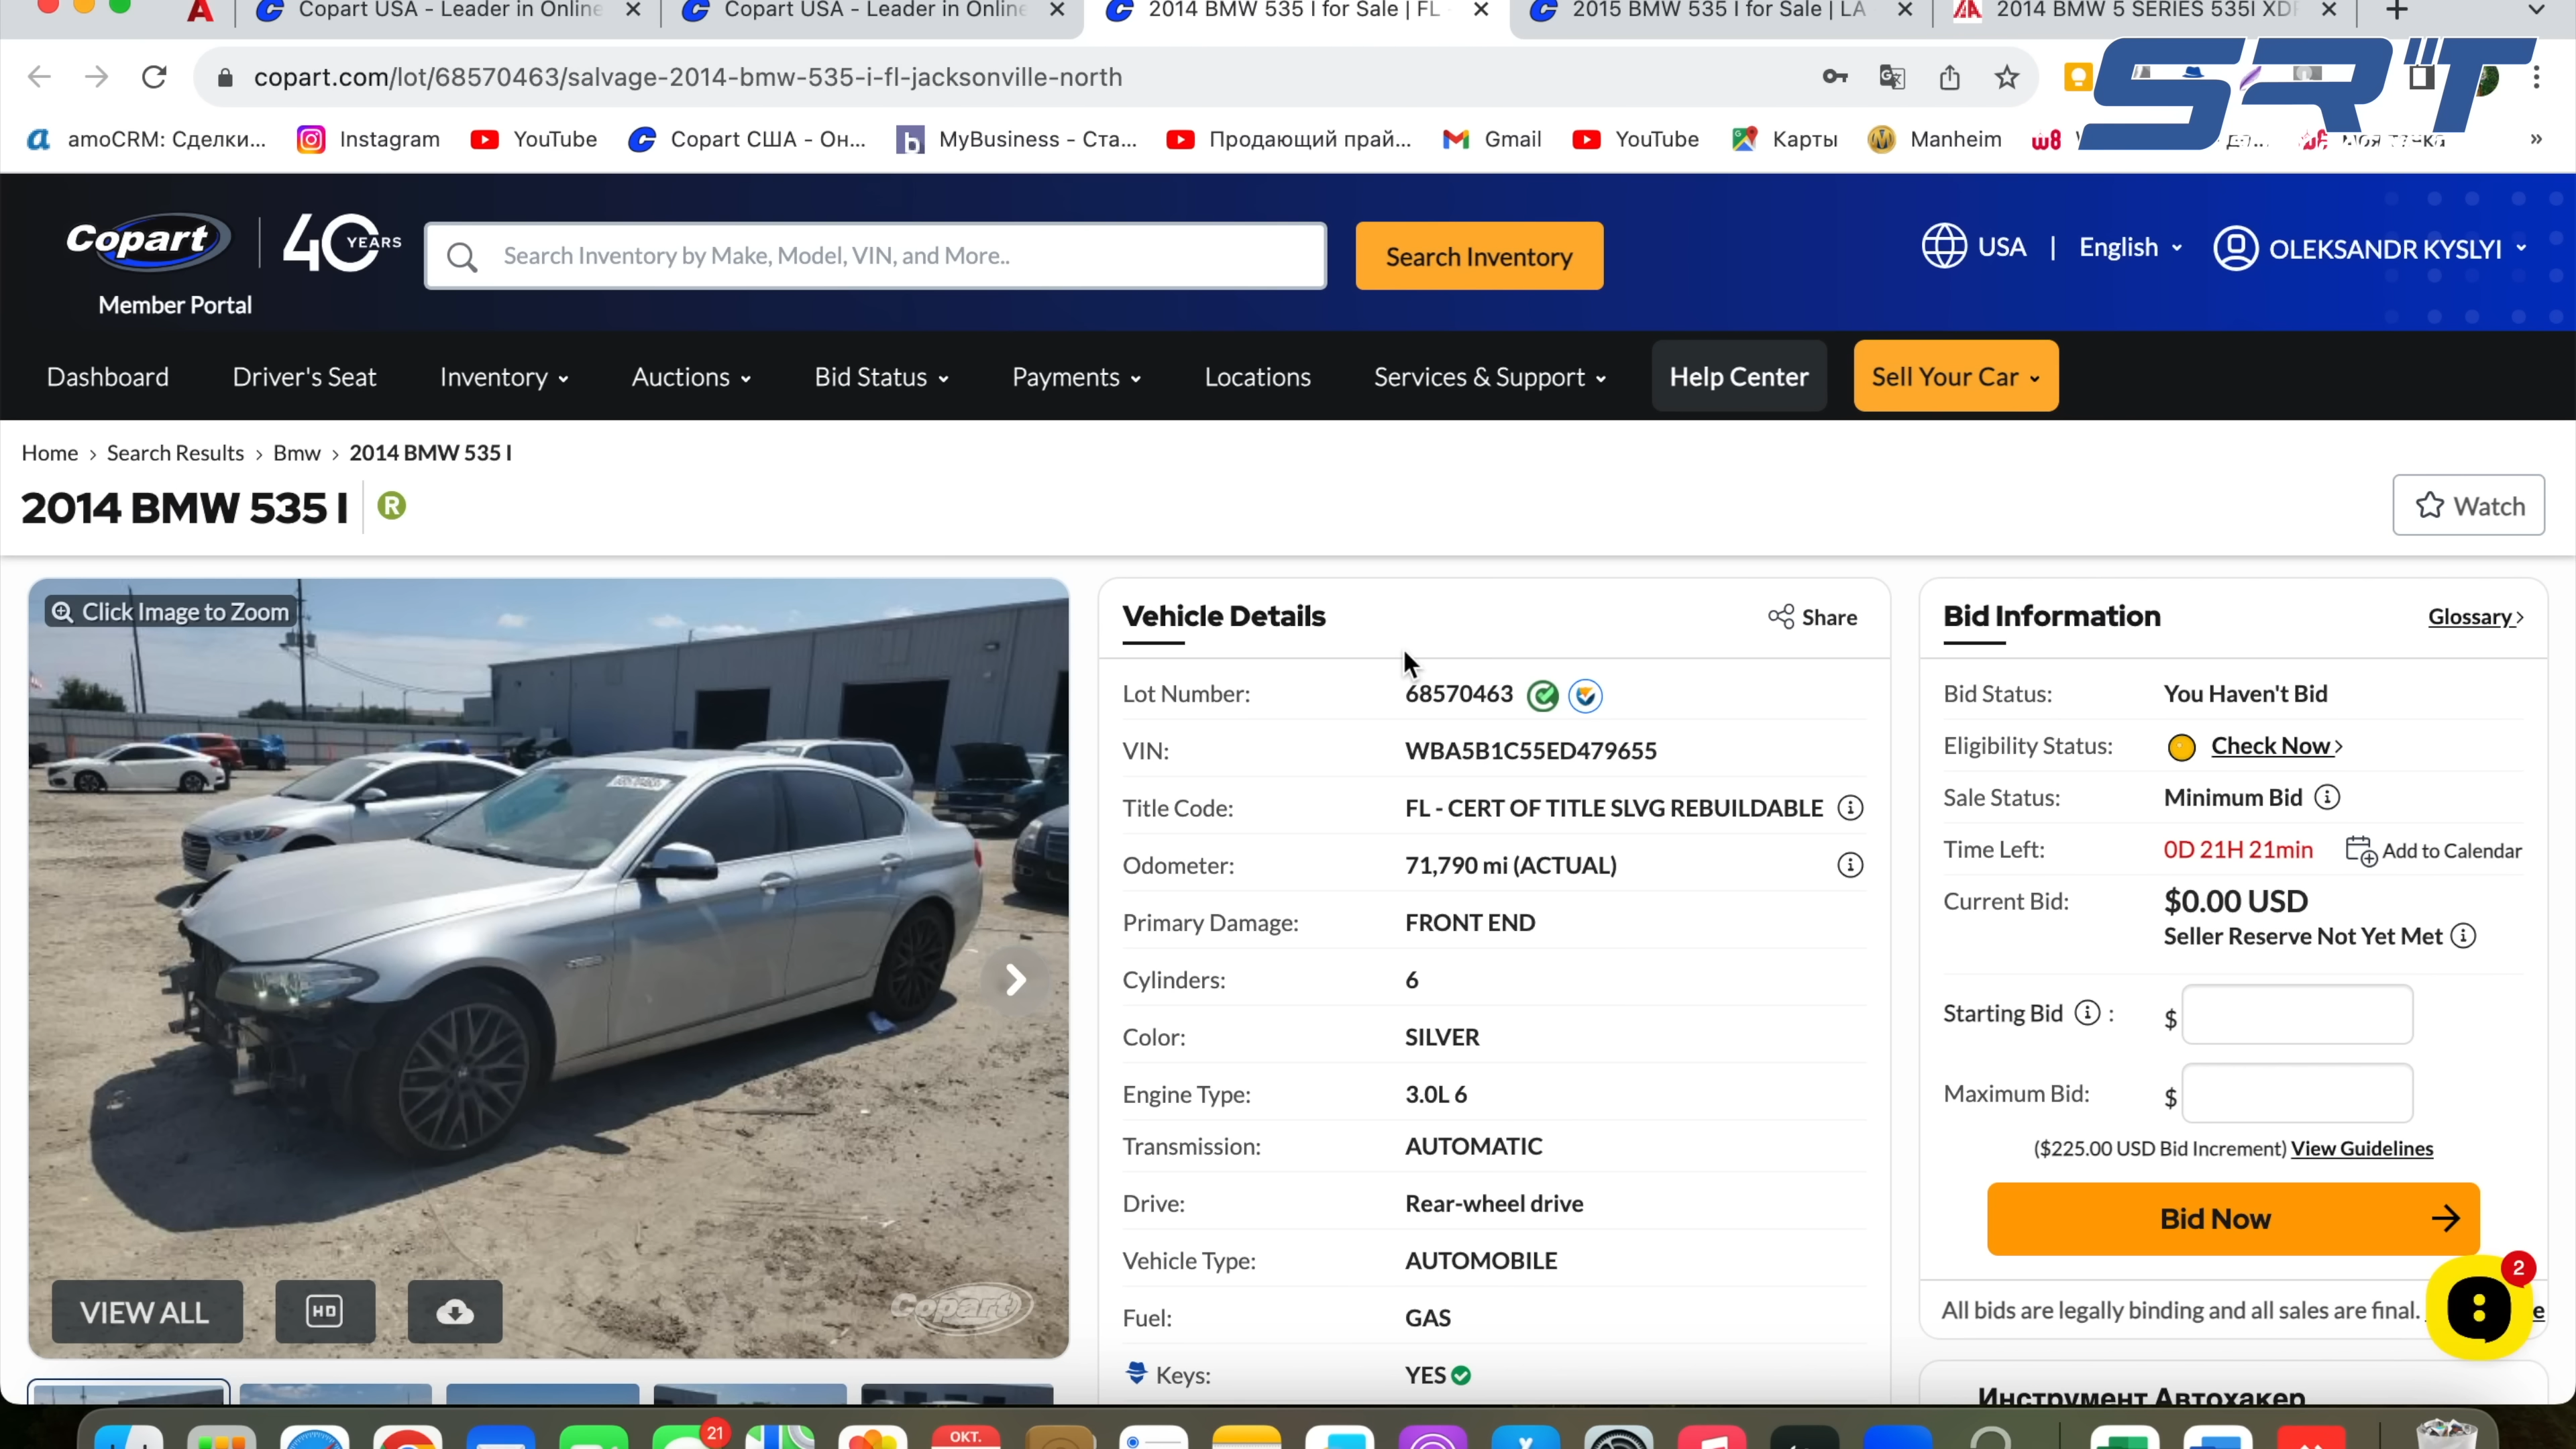 Copart USA - Leader in Online
Copart USA - Leader in Online
2014 BMW 535 I for Sale | FL
2015 BMW 535 I for Sale | LA
2014 BMW 5 SERIES 535I XDR
copart.com/lot/68570463/salvage-2014-bmw-535-i-fl-jacksonville-north
SRT
amoCRM: Сделки...
Instagram
YouTube
Copart США - Он...
MyBusiness - Ста...
Продающий прай...
Gmail
YouTube
Карты
Manheim
Copart
40 YEARS
Member Portal
Search Inventory by Make, Model, VIN, and More..
Search Inventory
USA | English
OLEKSANDR KYSLYI
Dashboard
Driver's Seat
Inventory
Auctions
Bid Status
Payments
Locations
Services & Support
Help Center
Sell Your Car
Home > Search Results > Bmw > 2014 BMW 535 I
2014 BMW 535 I R
Watch
Click Image to Zoom
VIEW ALL
HD
Copart
Vehicle Details
Share
Lot Number: 68570463
VIN: WBA5B1C55ED479655
Title Code: FL - CERT OF TITLE SLVG REBUILDABLE
Odometer: 71,790 mi (ACTUAL)
Primary Damage: FRONT END
Cylinders: 6
Color: SILVER
Engine Type: 3.0L 6
Transmission: AUTOMATIC
Drive: Rear-wheel drive
Vehicle Type: AUTOMOBILE
Fuel: GAS
Keys: YES
Bid Information
Glossary >
Bid Status: You Haven't Bid
Eligibility Status: Check Now >
Sale Status: Minimum Bid
Time Left: 0D 21H 21min Add to Calendar
Current Bid: $0.00 USD
Seller Reserve Not Yet Met
Starting Bid : $
Maximum Bid: $
($225.00 USD Bid Increment) View Guidelines
Bid Now
All bids are legally binding and all sales are final.
2
Инструмент Автохакер
21
ОКТ.